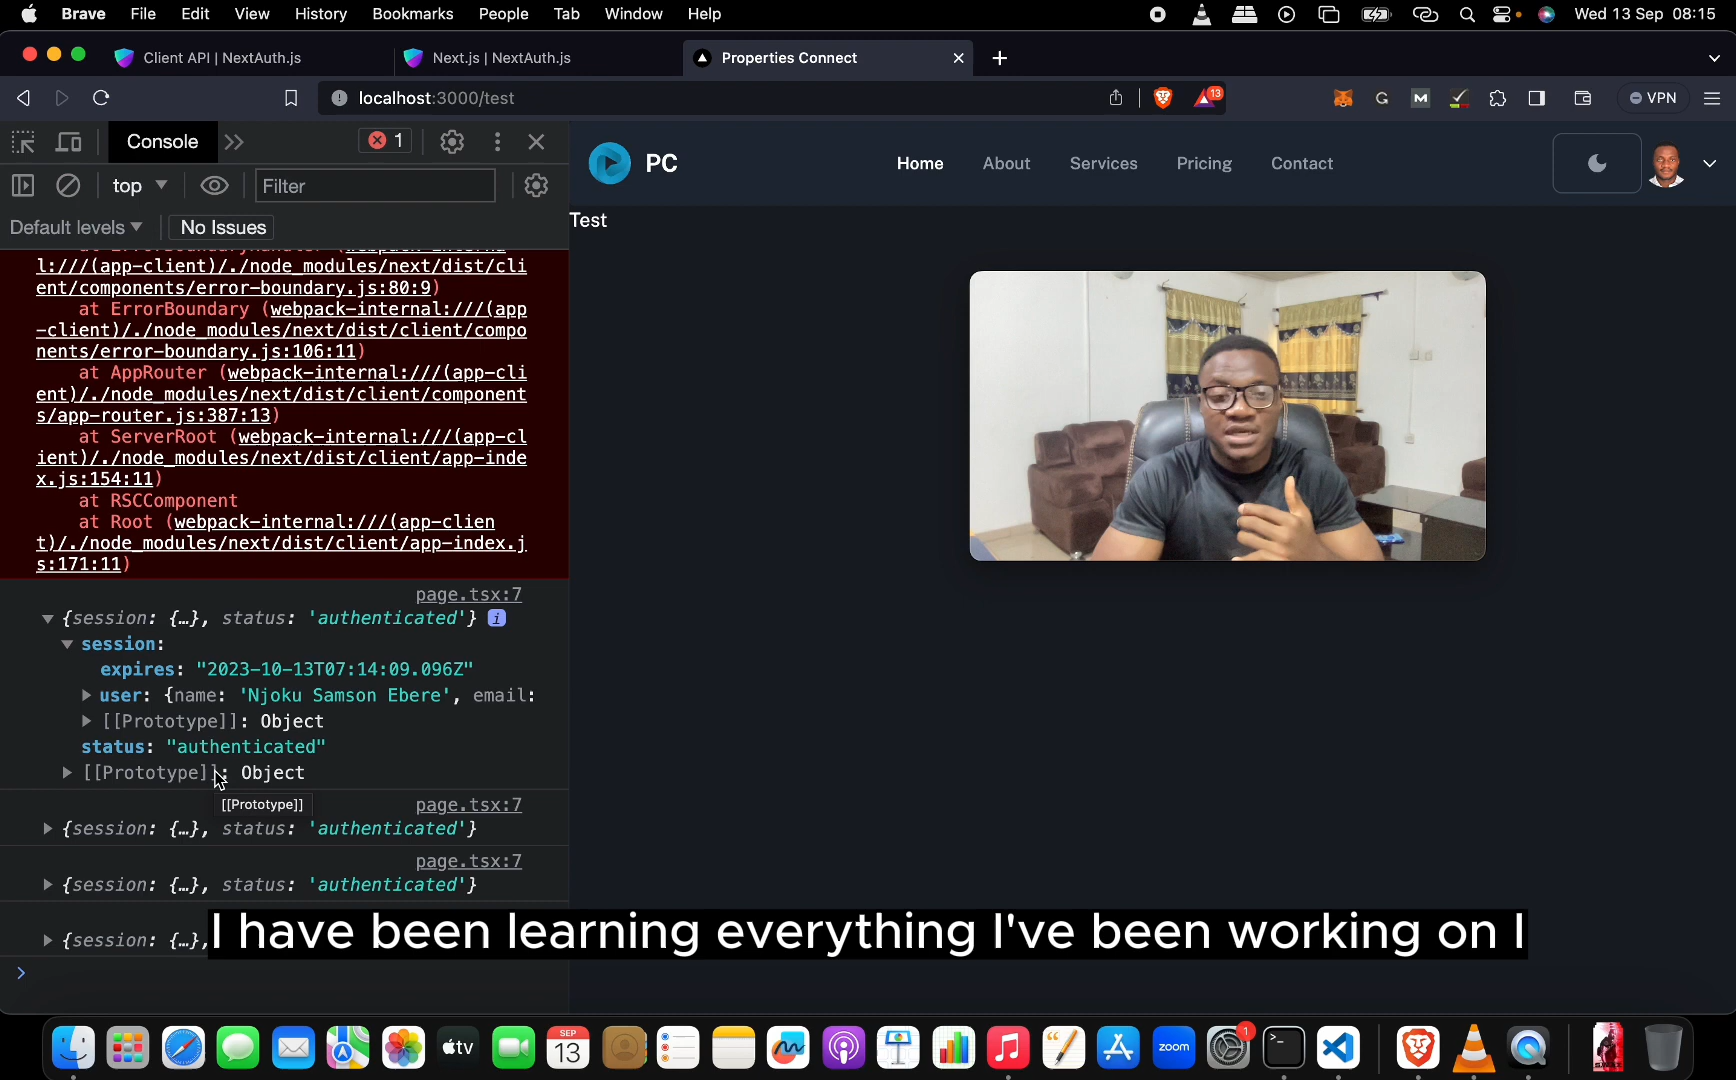 Brave File Edit View History Bookmarks People Tab Window Help Wed 13 Sep 08:15
Client API | NextAuth.js Next.js | NextAuth.js Properties Connect
localhost:3000/test 13 G M VPN
Console 1
top Filter
Default levels No Issues
l:///(app-client)/./node_modules/next/dist/cli
ent/components/error-boundary.js:80:9)
at ErrorBoundary (webpack-internal:///(app
-client)/./node_modules/next/dist/client/compo
nents/error-boundary.js:106:11)
at AppRouter (webpack-internal:///(app-cli
ent)/./node_modules/next/dist/client/component
s/app-router.js:387:13)
at ServerRoot (webpack-internal:///(app-cl
ient)/./node_modules/next/dist/client/app-inde
x.js:154:11)
at RSCComponent
at Root (webpack-internal:///(app-clien
t)/./node_modules/next/dist/client/app-index.j
s:171:11)
page.tsx:7
{session: {…}, status: 'authenticated'} i
session:
expires: "2023-10-13T07:14:09.096Z"
user: {name: 'Njoku Samson Ebere', email:
[[Prototype]]: Object
status: "authenticated"
[[Prototype]]: Object
[[Prototype]]
page.tsx:7
{session: {…}, status: 'authenticated'}
page.tsx:7
{session: {…}, status: 'authenticated'}
{session: {…},
PC Home About Services Pricing Contact
Test
I have been learning everything I've been working on I
tv SEP 13 zoom 1